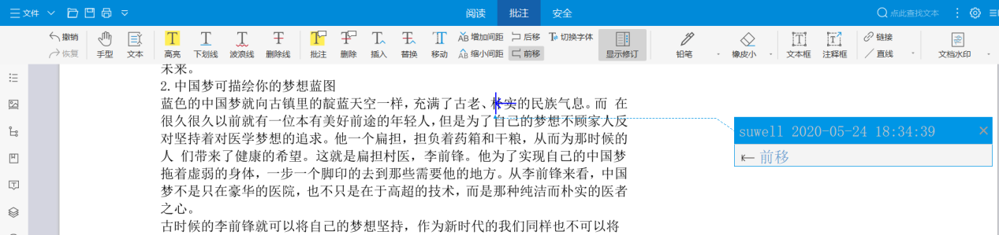 文件
阅读 批注 安全
点此查找文本
撤销
恢复
手型
文本
高亮
下划线
波浪线
删除线
批注
删除
插入
替换
移动
增加间距
缩小间距
后移
前移
切换字体
显示修订
铅笔
橡皮小
文本框
注释框
链接
直线
文档水印
未来。
2.中国梦可描绘你的梦想蓝图
蓝色的中国梦就向古镇里的靛蓝天空一样,充满了古老、朴实的民族气息。而 在
很久很久以前就有一位本有美好前途的年轻人,但是为了自己的梦想不顾家人反
对坚持着对医学梦想的追求。他一个扁担，担负着药箱和干粮，从而为那时候的
人 们带来了健康的希望。这就是扁担村医，李前锋。他为了实现自己的中国梦
拖着虚弱的身体，一步一个脚印的去到那些需要他的地方。从李前锋来看，中国
梦不是只在豪华的医院，也不只是在于高超的技术，而是那种纯洁而朴实的医者
之心。
古时候的李前锋就可以将自己的梦想坚持，作为新时代的我们同样也不可以将
suwell 2020-05-24 18:34:39
前移